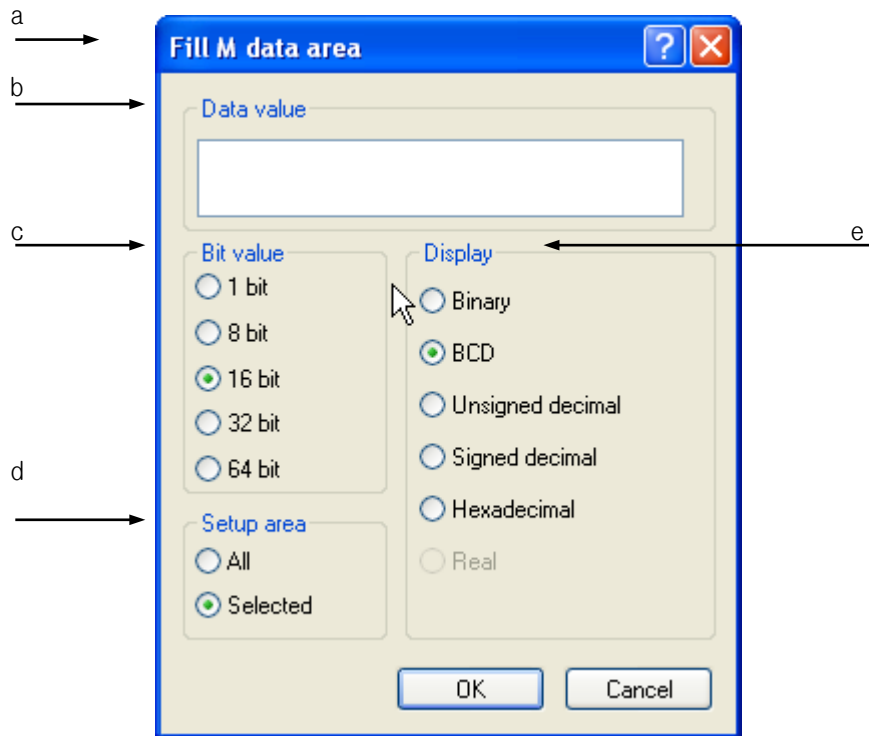 a
Fill M data area
b
Data value
c
e
Bit value
Display
1 bit
8 bit
16 bit
32 bit
64 bit
Binary
BCD
Unsigned decimal
Signed decimal
Hexadecimal
Real
d
Setup area
All
Selected
OK
Cancel